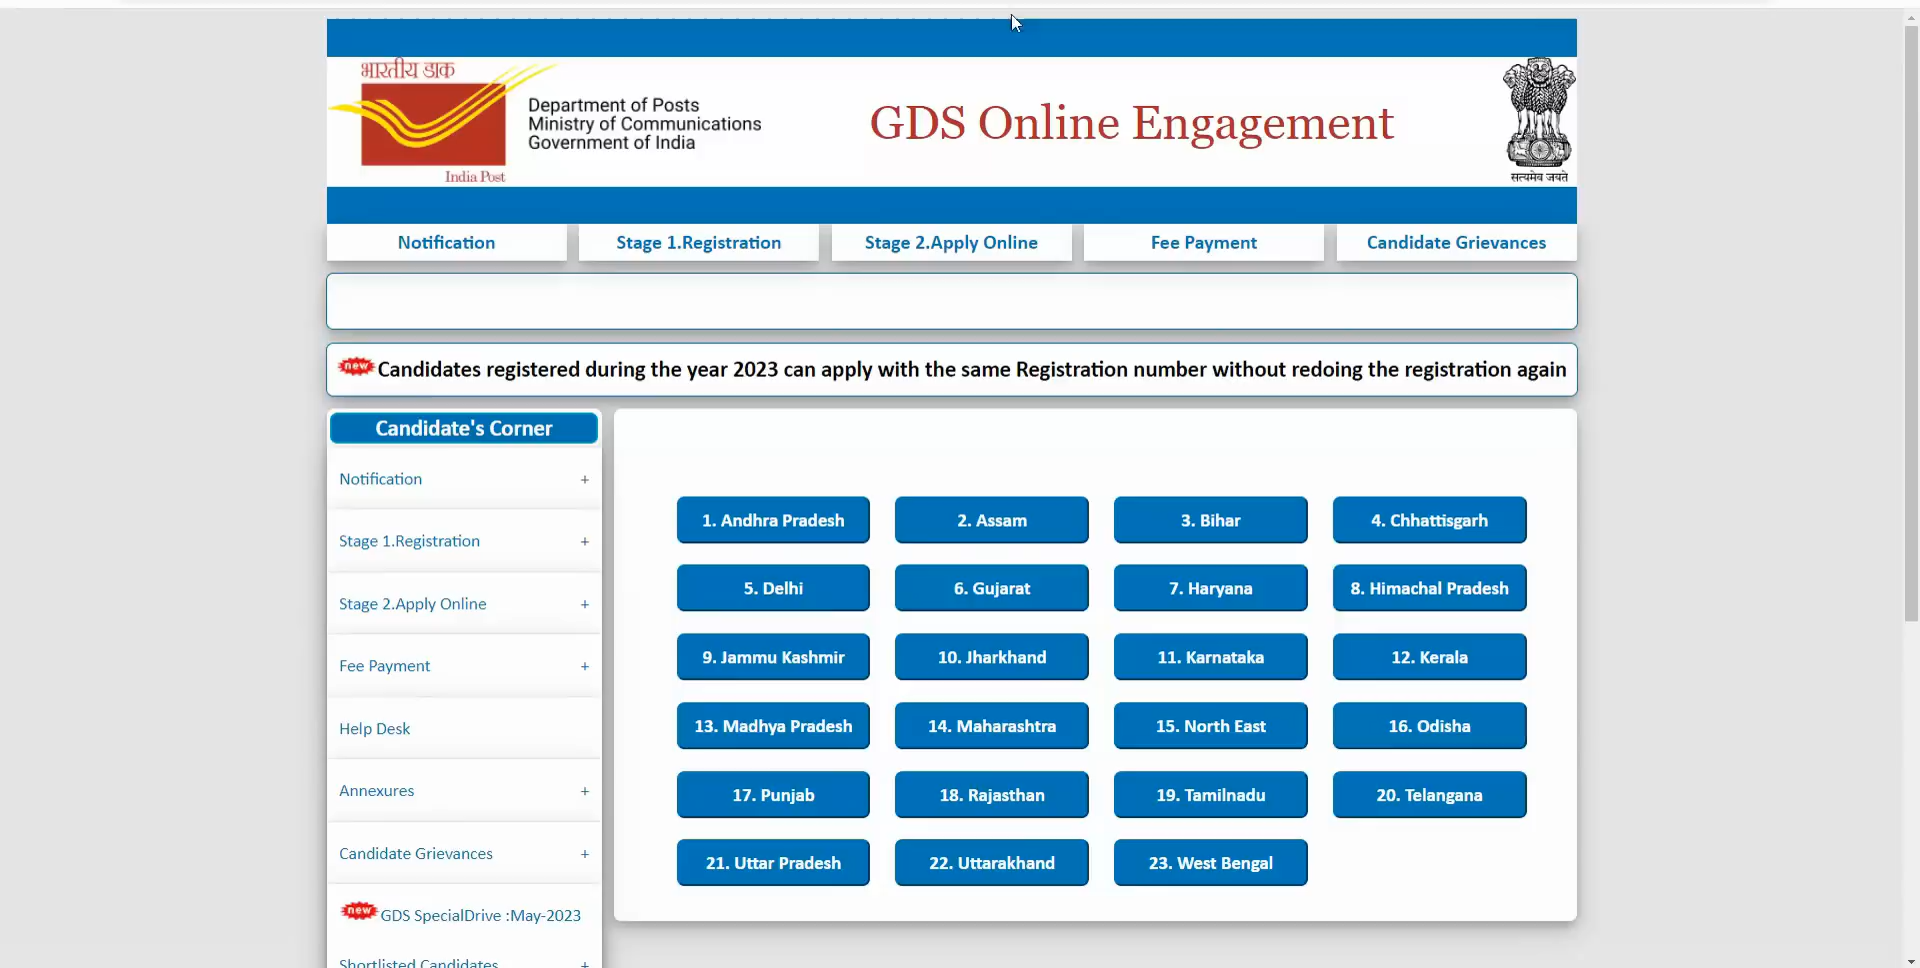 भारतीय डाक
India Post
Department of Posts
Ministry of Communications
Government of India
GDS Online Engagement
सत्यमेव जयते
Notification
Stage 1.Registration
Stage 2.Apply Online
Fee Payment
Candidate Grievances
new Candidates registered during the year 2023 can apply with the same Registration number without redoing the registration again
Candidate's Corner
Notification +
Stage 1.Registration +
Stage 2.Apply Online +
Fee Payment +
Help Desk
Annexures +
Candidate Grievances +
new GDS SpecialDrive :May-2023
Shortlisted Candidates +
1. Andhra Pradesh
2. Assam
3. Bihar
4. Chhattisgarh
5. Delhi
6. Gujarat
7. Haryana
8. Himachal Pradesh
9. Jammu Kashmir
10. Jharkhand
11. Karnataka
12. Kerala
13. Madhya Pradesh
14. Maharashtra
15. North East
16. Odisha
17. Punjab
18. Rajasthan
19. Tamilnadu
20. Telangana
21. Uttar Pradesh
22. Uttarakhand
23. West Bengal